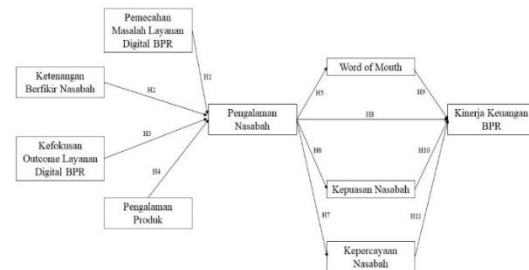 Pemecahan
Masalah Layanan
Digital BPR
H1
Ketenangan
Berfikir Nasabah
H2
Kefokusan
Outcome Layanan
Digital BPR
H3
Pengalaman
Produk
H4
Pengalaman
Nasabah
H5
Word of Mouth
H9
H8
Kinerja Keuangan
BPR
H6
Kepuasan Nasabah
H10
H7
Kepercayaan
Nasabah
H11